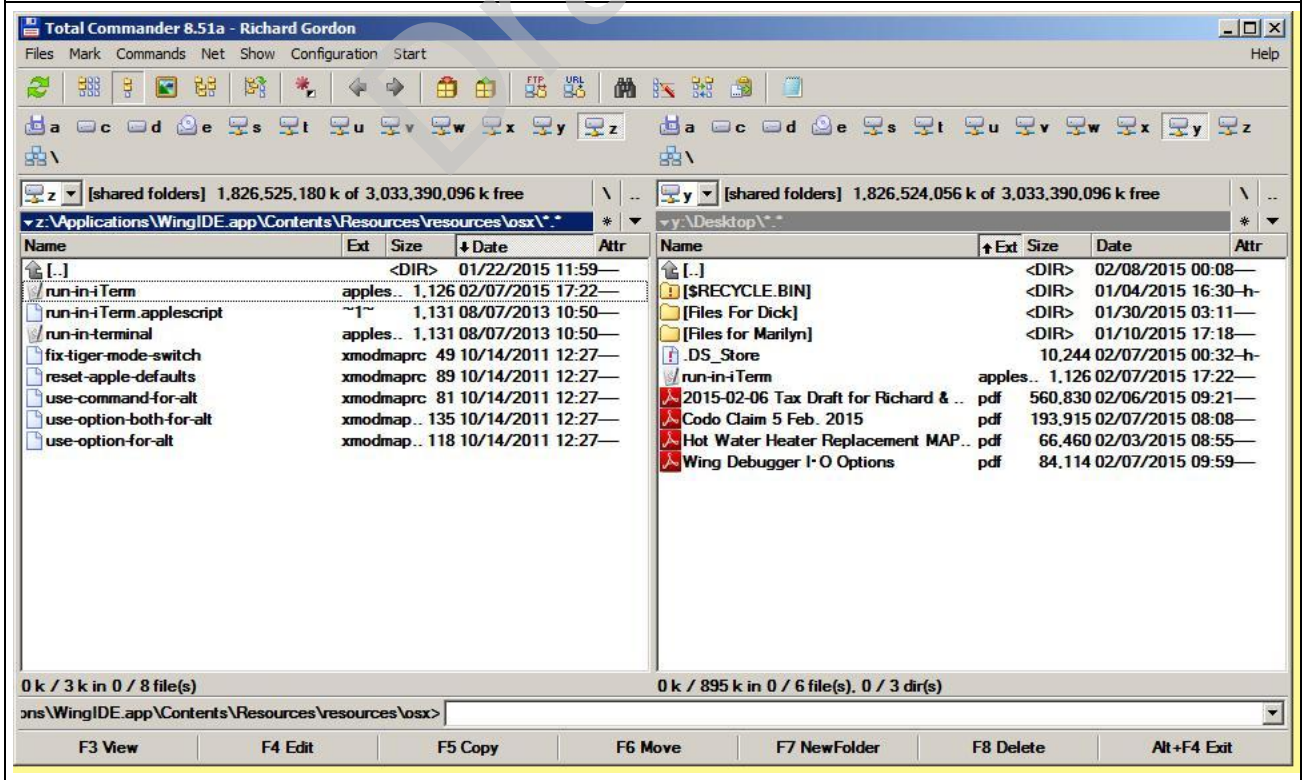 Total Commander 8.51a - Richard Gordon
Files Mark Commands Net Show Configuration Start Help
FTP URL
a c d e s t u v w x y z a c d e s t u v w x y z
\ \
z [shared folders] 1,826,525,180 k of 3,033,390,096 k free \ .. y [shared folders] 1,826,524,056 k of 3,033,390,096 k free \ ..
z:\Applications\WingIDE.app\Contents\Resources\resources\osx\*.* * y:\Desktop\*.* *
Name Ext Size Date Attr Name Ext Size Date Attr
[..] <DIR> 01/22/2015 11:59---- [..] <DIR> 02/08/2015 00:08----
run-in-iTerm apples.. 1,126 02/07/2015 17:22---- [$RECYCLE.BIN] <DIR> 01/04/2015 16:30-h-
run-in-iTerm.applescript ~1~ 1,131 08/07/2013 10:50---- [Files For Dick] <DIR> 01/30/2015 03:11----
run-in-terminal apples.. 1,131 08/07/2013 10:50---- [Files for Marilyn] <DIR> 01/10/2015 17:18----
fix-tiger-mode-switch xmodmaprc 49 10/14/2011 12:27---- .DS_Store 10,244 02/07/2015 00:32-h-
reset-apple-defaults xmodmaprc 89 10/14/2011 12:27---- run-in-iTerm apples.. 1,126 02/07/2015 17:22----
use-command-for-alt xmodmaprc 81 10/14/2011 12:27---- 2015-02-06 Tax Draft for Richard & .. pdf 560,830 02/06/2015 09:21----
use-option-both-for-alt xmodmap.. 135 10/14/2011 12:27---- Codo Claim 5 Feb. 2015 pdf 193,915 02/07/2015 08:08----
use-option-for-alt xmodmap.. 118 10/14/2011 12:27---- Hot Water Heater Replacement MAP.. pdf 66,460 02/03/2015 08:55----
Wing Debugger I·O Options pdf 84,114 02/07/2015 09:59----
0 k / 3 k in 0 / 8 file(s) 0 k / 895 k in 0 / 6 file(s), 0 / 3 dir(s)
ons\WingIDE.app\Contents\Resources\resources\osx>
F3 View F4 Edit F5 Copy F6 Move F7 NewFolder F8 Delete Alt+F4 Exit